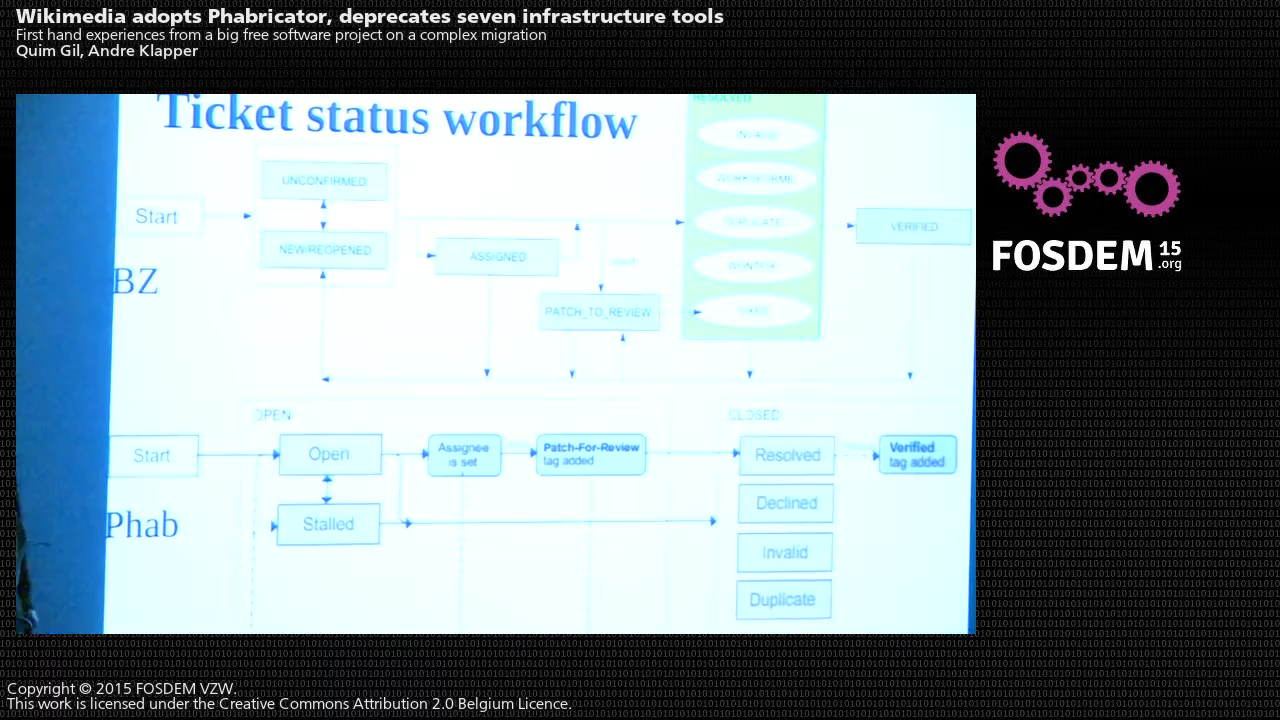 Wikimedia adopts Phabricator, deprecates seven infrastructure tools
First hand experiences from a big free software project on a complex migration
Quim Gil, Andre Klapper
Ticket status workflow
RESOLVED
UNCONFIRMED
Start
NEW/REOPENED
ASSIGNED
VERIFIED
BZ
PATCH_TO_REVIEW
OPEN
CLOSED
Start
Open
Assignee
is set
Patch-For-Review
tag added
Resolved
Verified
tag added
Declined
Phab
Stalled
Invalid
Duplicate
FOSDEM 15
.org
Copyright © 2015 FOSDEM VZW.
This work is licensed under the Creative Commons Attribution 2.0 Belgium Licence.